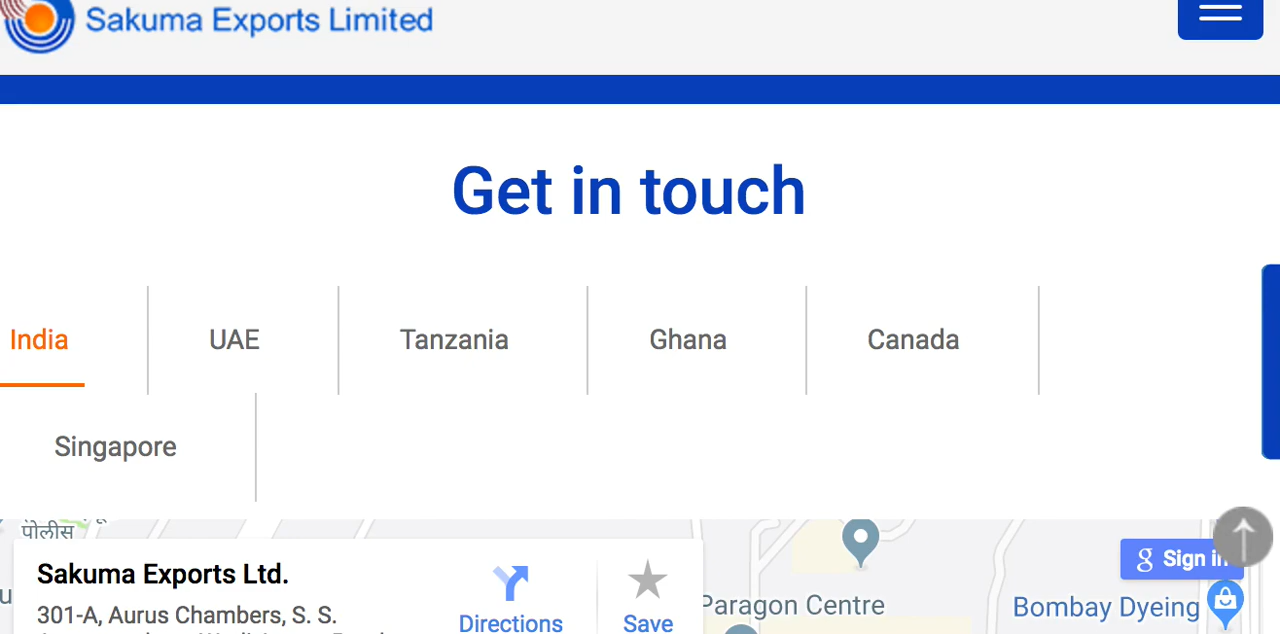 Sakuma Exports Limited
Get in touch
India UAE Tanzania Ghana Canada
Singapore
पोलीस
Sakuma Exports Ltd.
301-A, Aurus Chambers, S. S.
Directions
Save
Sign in
Paragon Centre
Bombay Dyeing